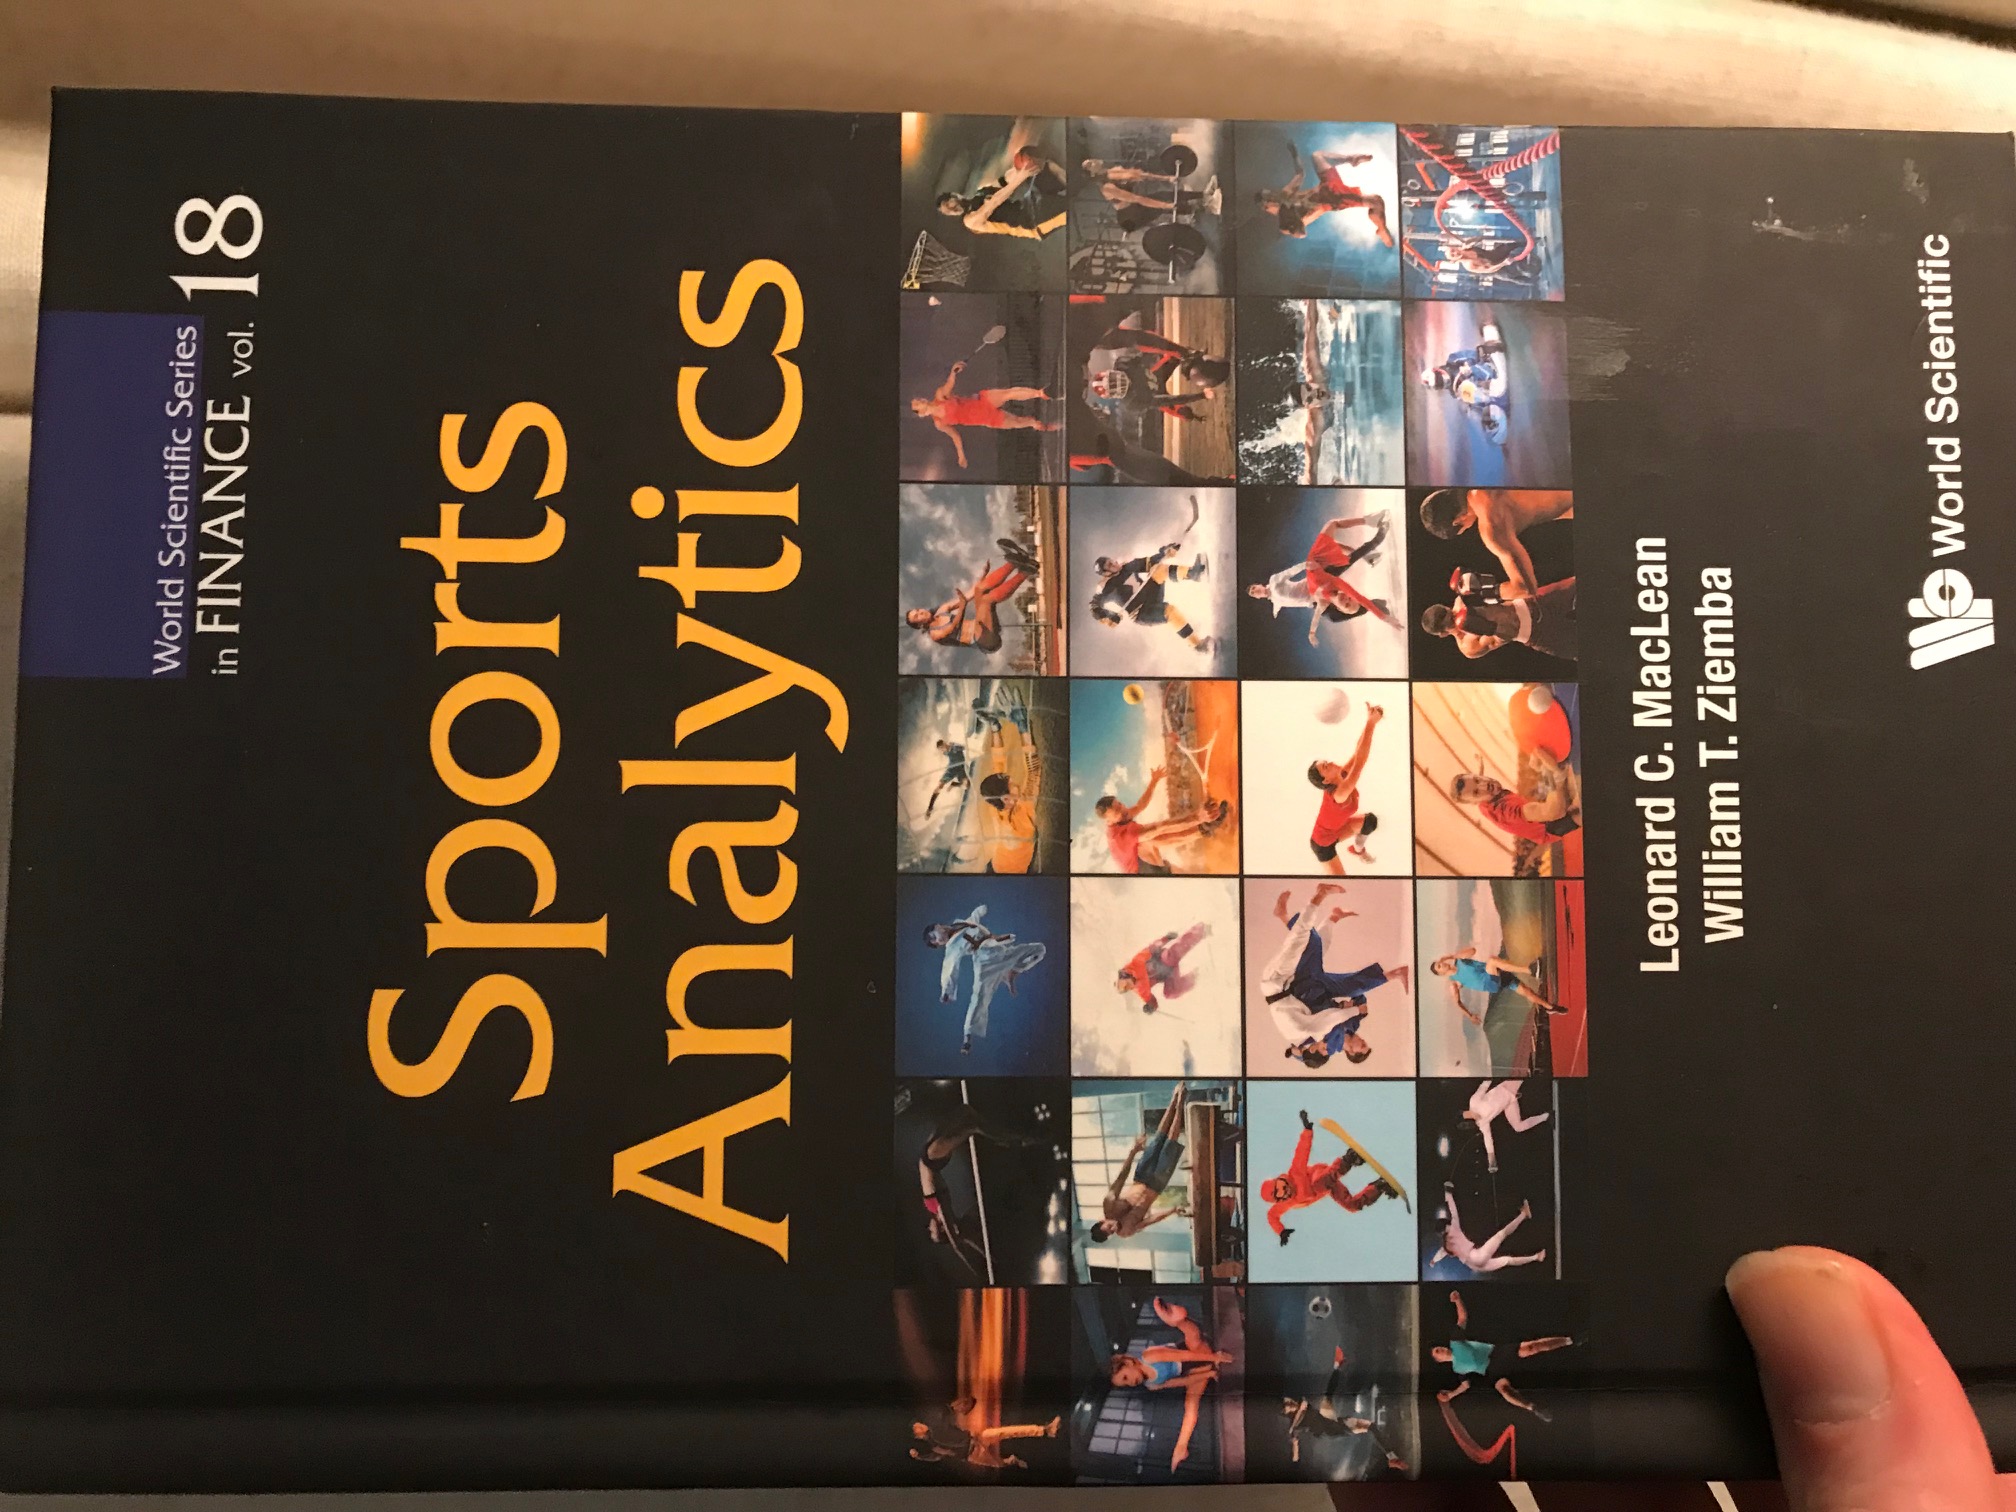 World Scientific Series
in FINANCE vol. 18
Sports
Analytics
Leonard C. MacLean
William T. Ziemba
World Scientific